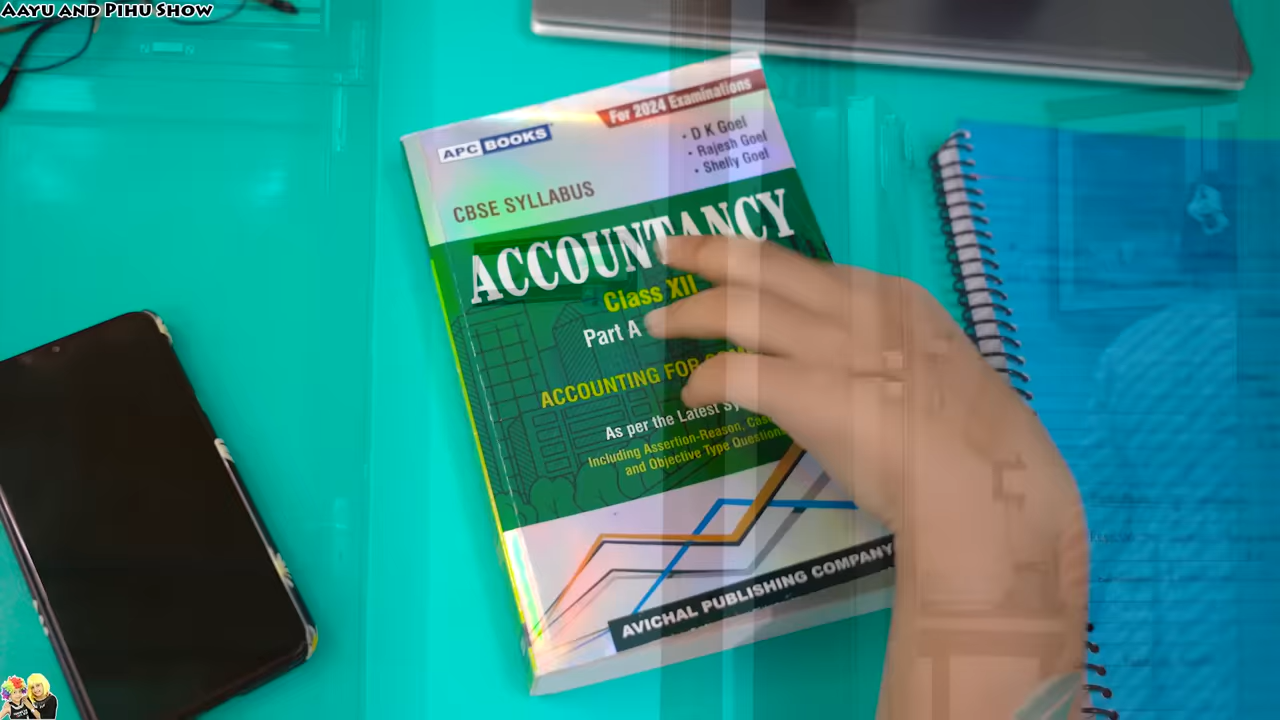 Aayu and Pihu Show
For 2024 Examinations
APC BOOKS
• D K Goel
• Rajesh Goel
• Shelly Goel
CBSE SYLLABUS
ACCOUNTANCY
Class XII
Part A
ACCOUNTING FOR
As per the Latest
Including Assertion-Reason,
and Objective Type Questions
AVICHAL PUBLISHING COMPANY